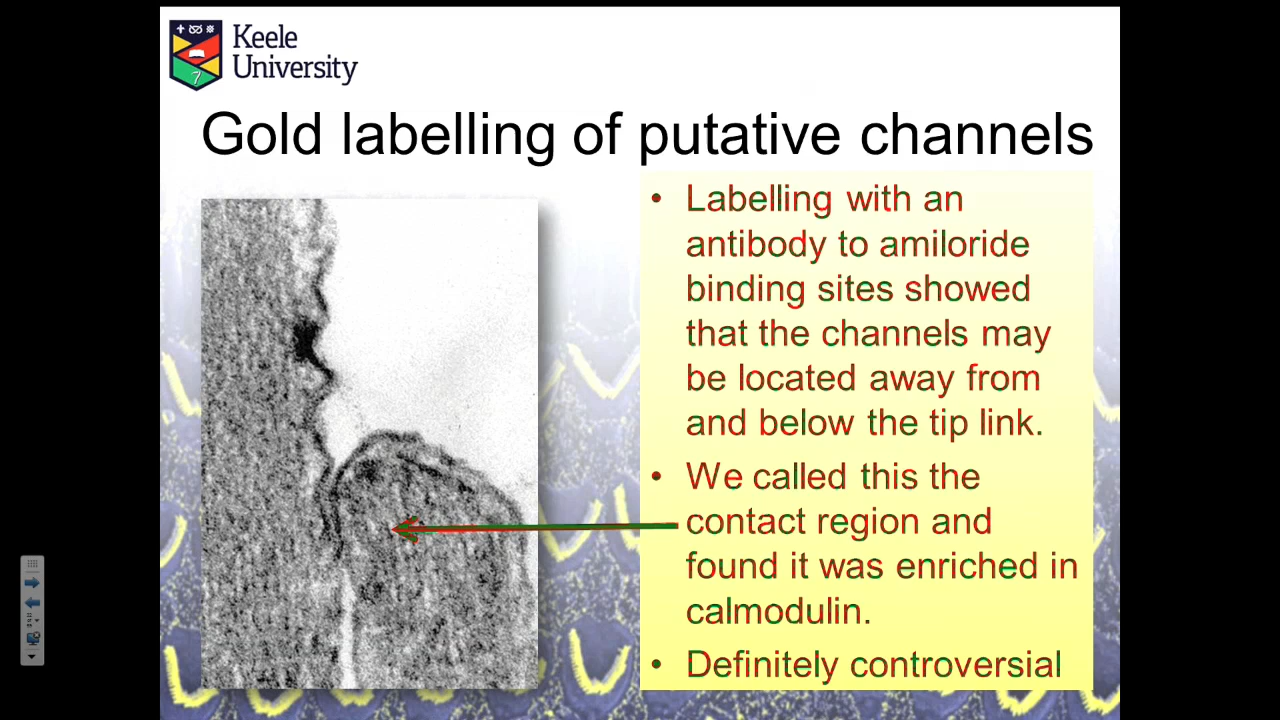 Keele
University
Gold labelling of putative channels
• Labelling with an
antibody to amiloride
binding sites showed
that the channels may
be located away from
and below the tip link.
• We called this the
contact region and
found it was enriched in
calmodulin.
• Definitely controversial